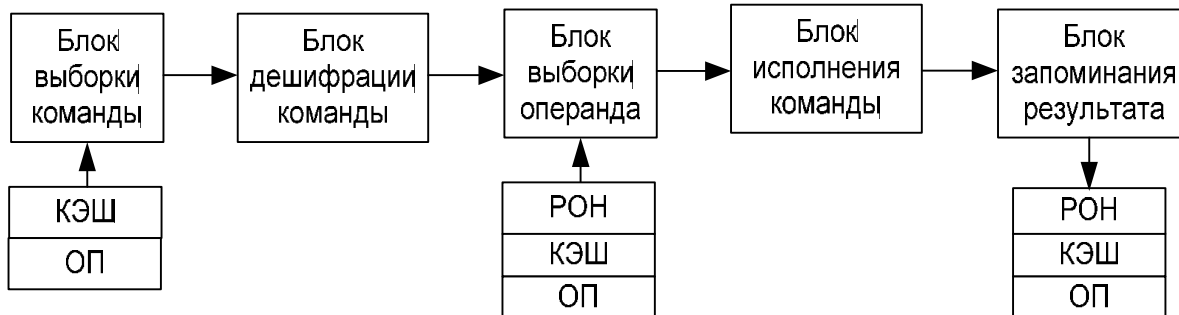 Блок
выборки
команды
Блок
дешифрации
команды
Блок
выборки
операнда
Блок
исполнения
команды
Блок
запоминания
результата
КЭШ
ОП
РОН
КЭШ
ОП
РОН
КЭШ
ОП